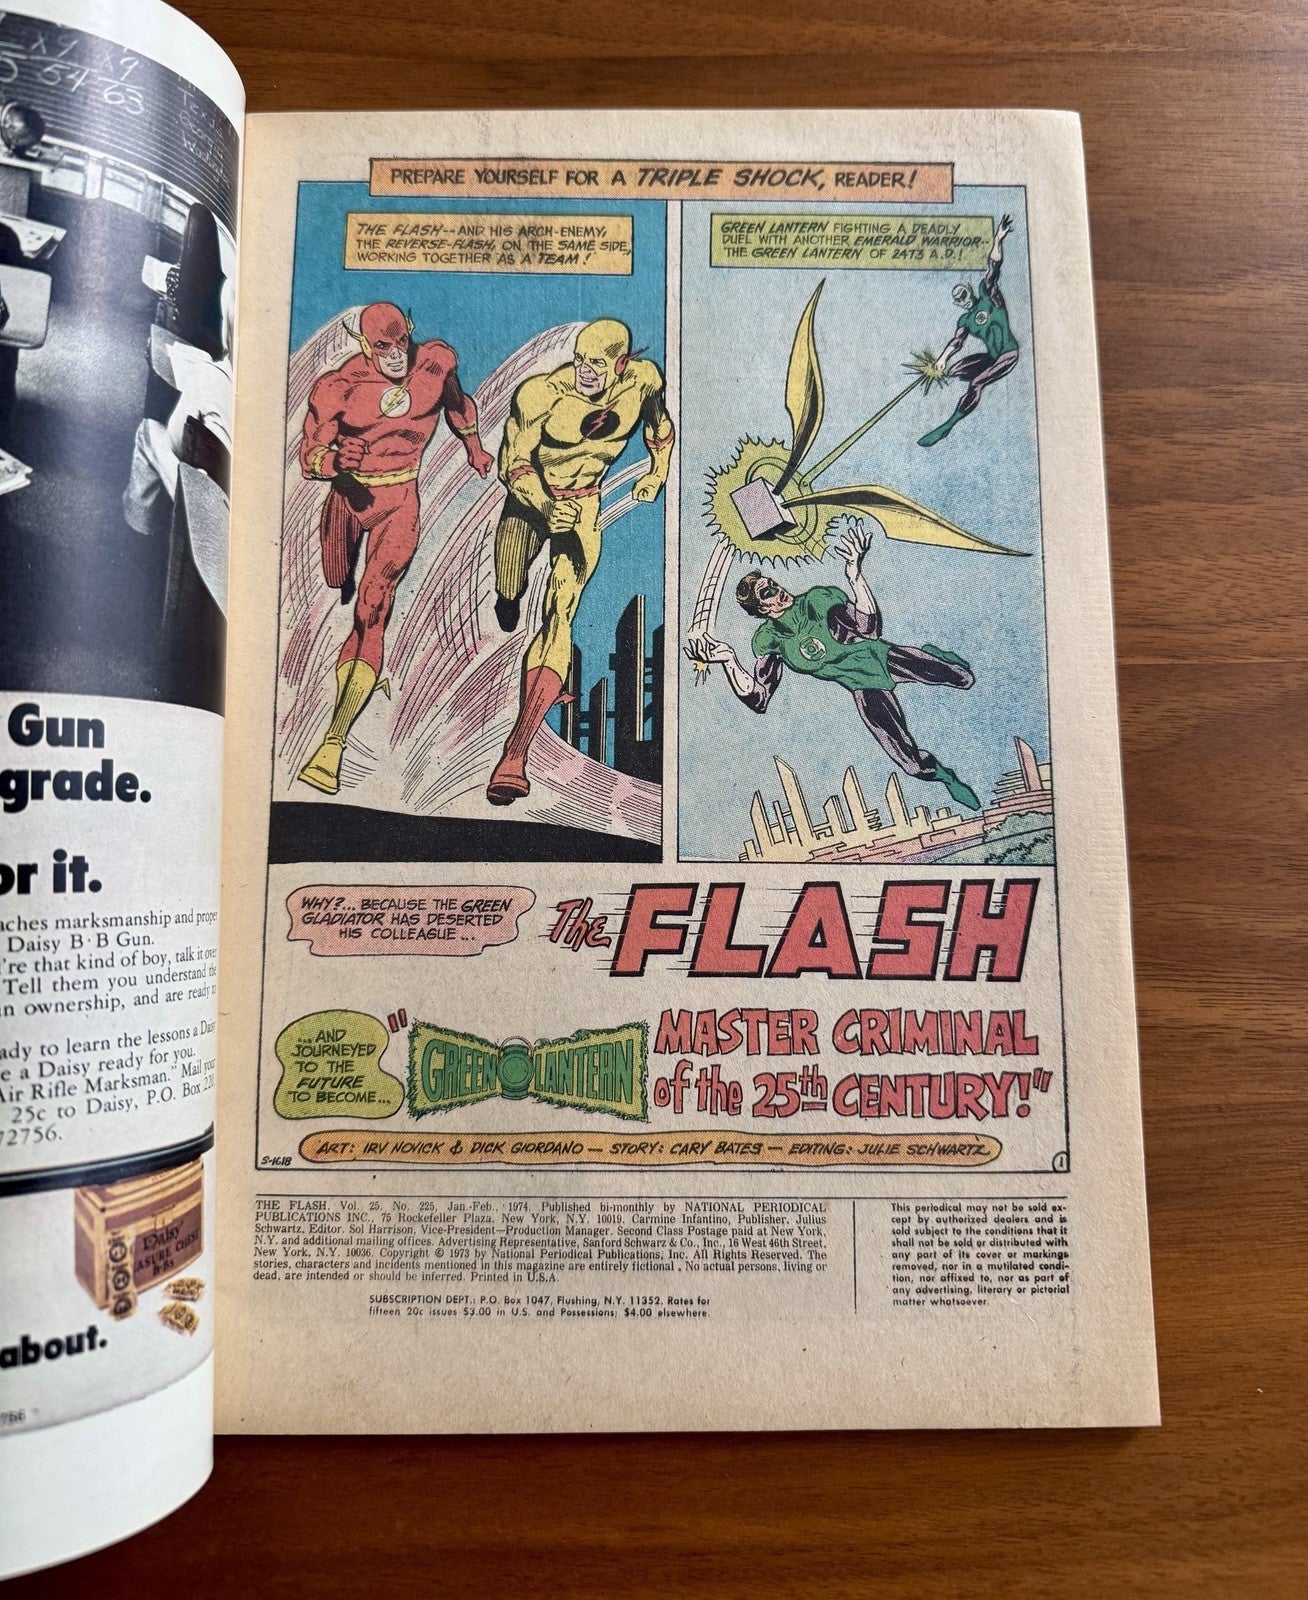 x9 x9
54 63
Gun
grade.
or it.
aches marksmanship and proper
Daisy B·B Gun.
're that kind of boy, talk it over
Tell them you understand the
n ownership, and are ready
ady to learn the lessons a Daisy
e a Daisy ready for you.
Air Rifle Marksman." Mail your
25c to Daisy, P.O. Box
72756.
Daisy
about.
PREPARE YOURSELF FOR A TRIPLE SHOCK, READER!
THE FLASH--AND HIS ARCH-ENEMY,
THE REVERSE-FLASH, ON THE SAME SIDE,
WORKING TOGETHER AS A TEAM!
GREEN LANTERN FIGHTING A DEADLY
DUEL WITH ANOTHER EMERALD WARRIOR--
THE GREEN LANTERN OF 2473 A.D.!
WHY?... BECAUSE THE GREEN
GLADIATOR HAS DESERTED
HIS COLLEAGUE...
The FLASH
...AND
JOURNEYED
TO THE
FUTURE
TO BECOME...
"GREEN LANTERN
MASTER CRIMINAL
of the 25th CENTURY!"
ART: IRV NOVICK & DICK GIORDANO — STORY: CARY BATES — EDITING: JULIE SCHWARTZ
S-1618
1
THE FLASH, Vol. 25, No. 225, Jan.-Feb., 1974. Published bi-monthly by NATIONAL PERIODICAL
PUBLICATIONS INC., 75 Rockefeller Plaza, New York, N.Y. 10019. Carmine Infantino, Publisher. Julius
Schwartz, Editor. Sol Harrison, Vice-President—Production Manager. Second Class Postage paid at New York,
N.Y. and additional mailing offices. Advertising Representative, Sanford Schwarz & Co., Inc., 16 West 46th Street,
New York, N.Y. 10036. Copyright © 1973 by National Periodical Publications, Inc. All Rights Reserved. The
stories, characters and incidents mentioned in this magazine are entirely fictional. No actual persons, living or
dead, are intended or should be inferred. Printed in U.S.A.
SUBSCRIPTION DEPT.: P.O. Box 1047, Flushing, N.Y. 11352. Rates for
fifteen 20c issues $3.00 in U.S. and Possessions; $4.00 elsewhere.
This periodical may not be sold ex-
cept by authorized dealers and is
sold subject to the conditions that it
shall not be sold or distributed with
any part of its cover or markings
removed, nor in a mutilated condi-
tion, nor affixed to, nor as part of
any advertising, literary or pictorial
matter whatsoever.